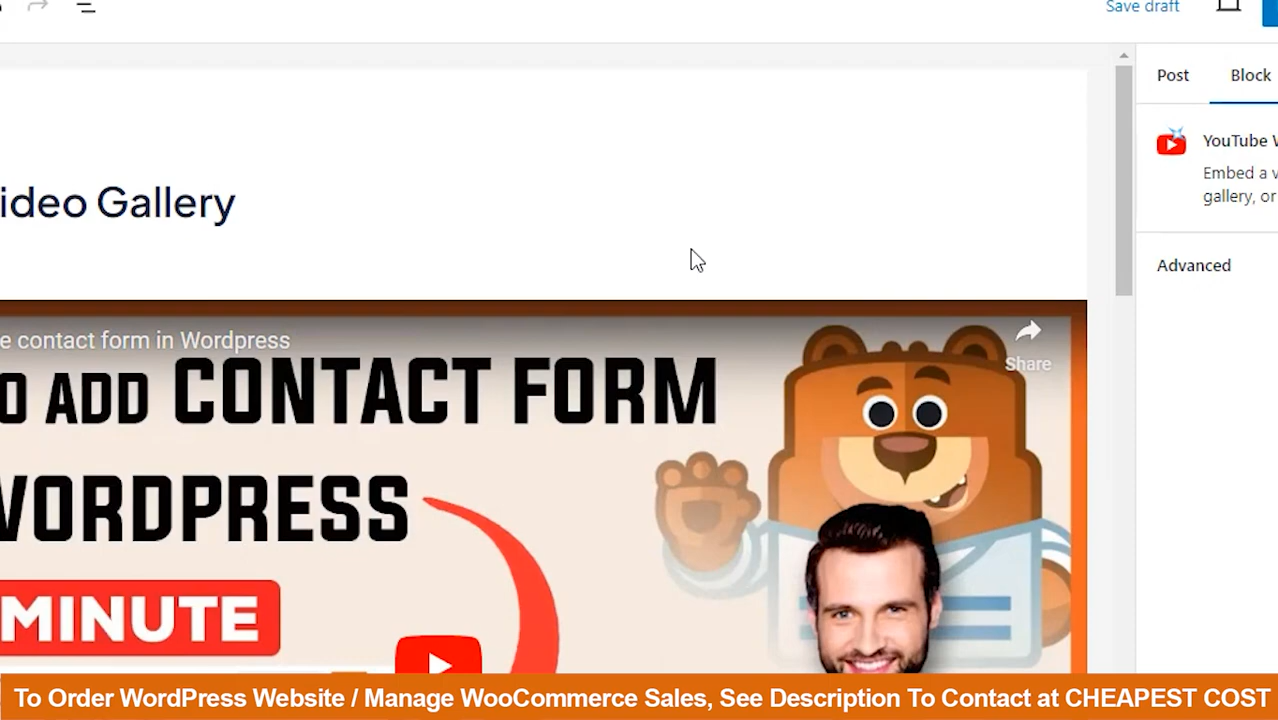 Save draft
Post
Block
YouTube W
Embed a v
gallery, or
Advanced
ideo Gallery
e contact form in Wordpress
Share
O ADD CONTACT FORM
WORDPRESS
MINUTE
To Order WordPress Website / Manage WooCommerce Sales, See Description To Contact at CHEAPEST COST